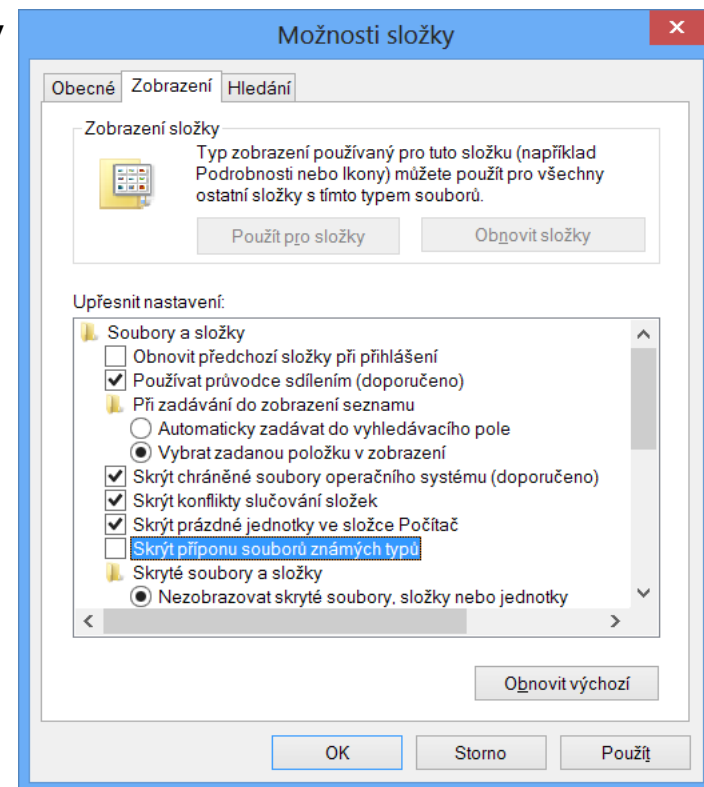 Možnosti složky
Obecné Zobrazení Hledání
Zobrazení složky
Typ zobrazení používaný pro tuto složku (například
Podrobnosti nebo Ikony) můžete použít pro všechny
ostatní složky s tímto typem souborů.
Použít pro složky Obnovit složky
Upřesnit nastavení:
Soubory a složky
Obnovit předchozí složky při přihlášení
Používat průvodce sdílením (doporučeno)
Při zadávání do zobrazení seznamu
Automaticky zadávat do vyhledávacího pole
Vybrat zadanou položku v zobrazení
Skrýt chráněné soubory operačního systému (doporučeno)
Skrýt konflikty slučování složek
Skrýt prázdné jednotky ve složce Počítač
Skrýt příponu souborů známých typů
Skryté soubory a složky
Nezobrazovat skryté soubory, složky nebo jednotky
Obnovit výchozí
OK Storno Použít